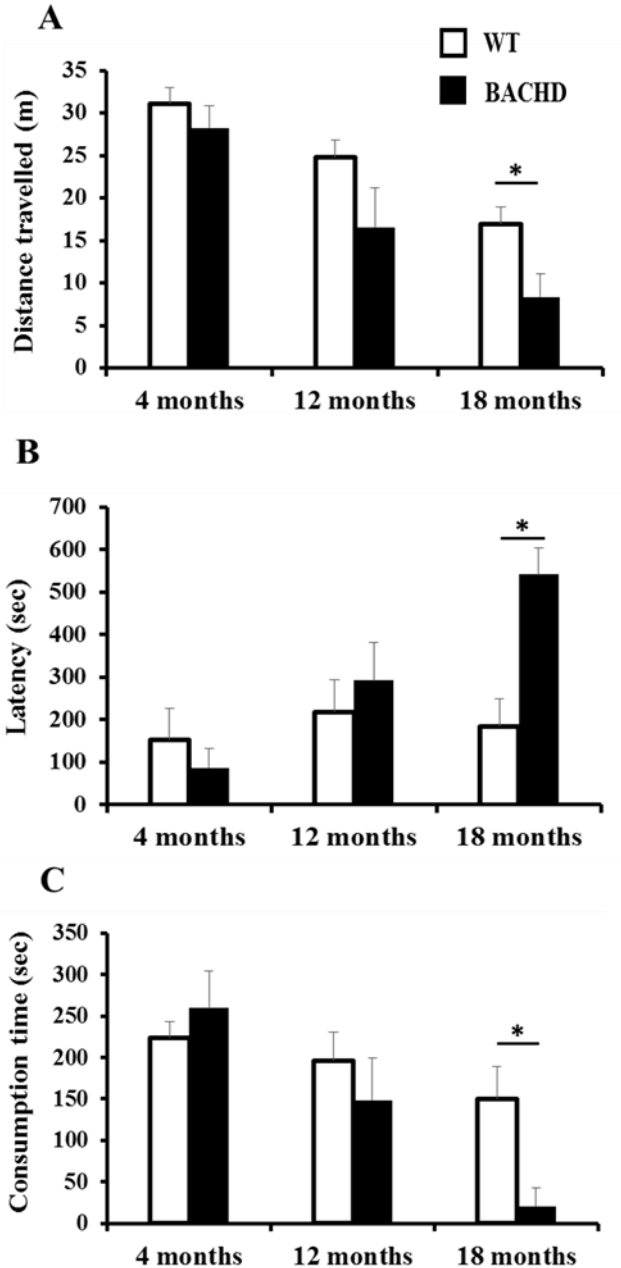 A
WT
BACHD
Distance travelled (m)
35
30
25
20
15
10
5
0
*
4 months 12 months 18 months
B
Latency (sec)
700
600
500
400
300
200
100
0
*
4 months 12 months 18 months
C
Consumption time (sec)
350
300
250
200
150
100
50
0
*
4 months 12 months 18 months